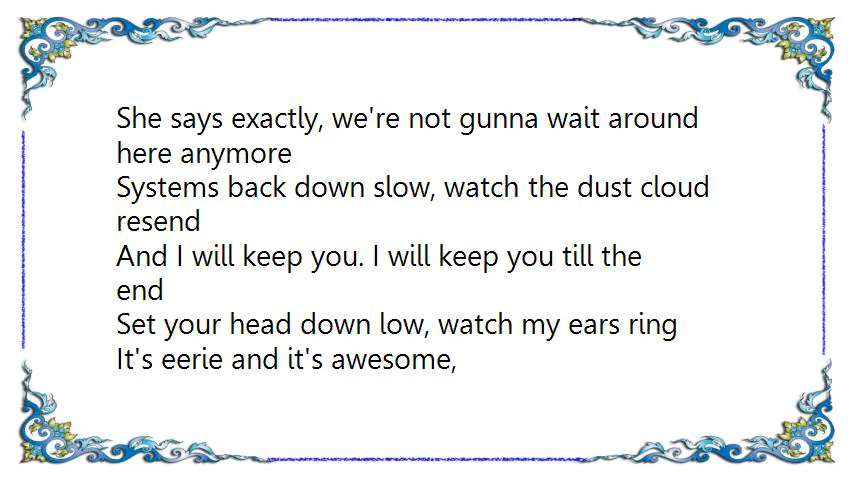 She says exactly, we're not gunna wait around
here anymore
Systems back down slow, watch the dust cloud
resend
And I will keep you. I will keep you till the
end
Set your head down low, watch my ears ring
It's eerie and it's awesome,